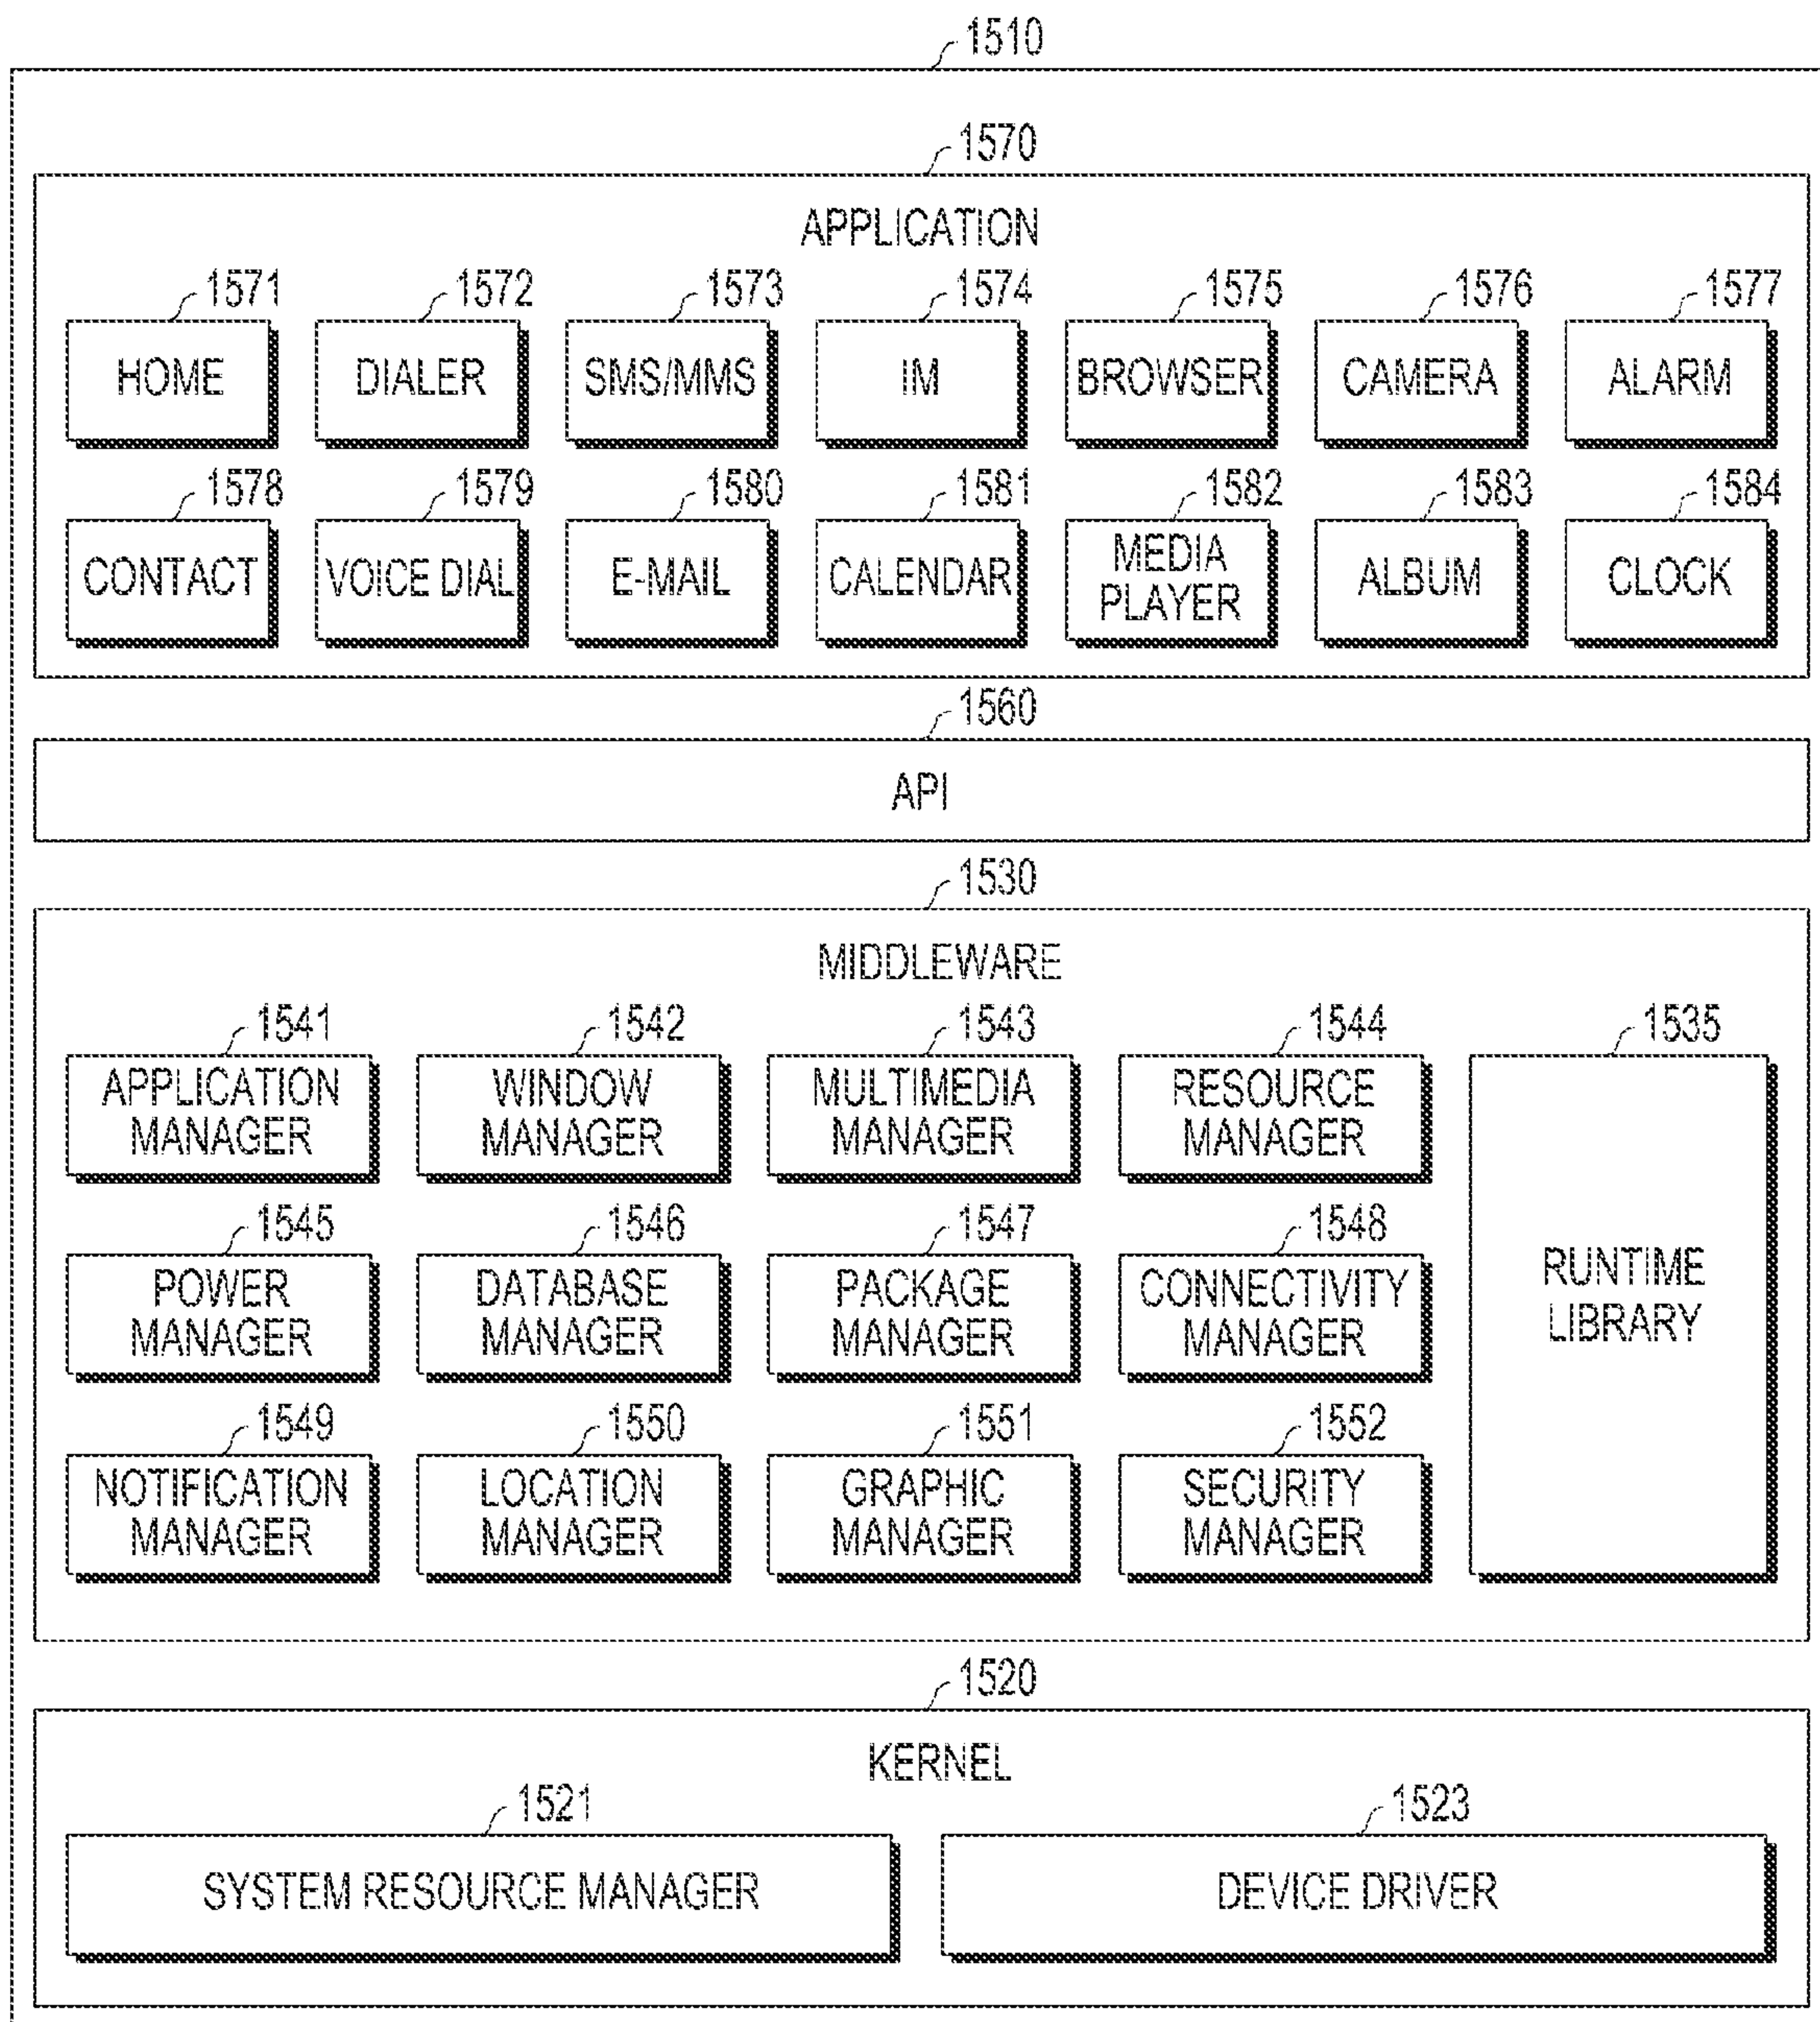 1510
1570
APPLICATION
1571 1572 1573 1574 1575 1576 1577
HOME DIALER SMS/MMS IM BROWSER CAMERA ALARM
1578 1579 1580 1581 1582 1583 1584
CONTACT VOICE DIAL E-MAIL CALENDAR MEDIA PLAYER ALBUM CLOCK
1560
API
1530
MIDDLEWARE
1541 1542 1543 1544 1535
APPLICATION WINDOW MULTIMEDIA RESOURCE
MANAGER MANAGER MANAGER MANAGER
1545 1546 1547 1548
POWER DATABASE PACKAGE CONNECTIVITY RUNTIME
MANAGER MANAGER MANAGER MANAGER LIBRARY
1549 1550 1551 1552
NOTIFICATION LOCATION GRAPHIC SECURITY
MANAGER MANAGER MANAGER MANAGER
1520
KERNEL
1521 1523
SYSTEM RESOURCE MANAGER DEVICE DRIVER